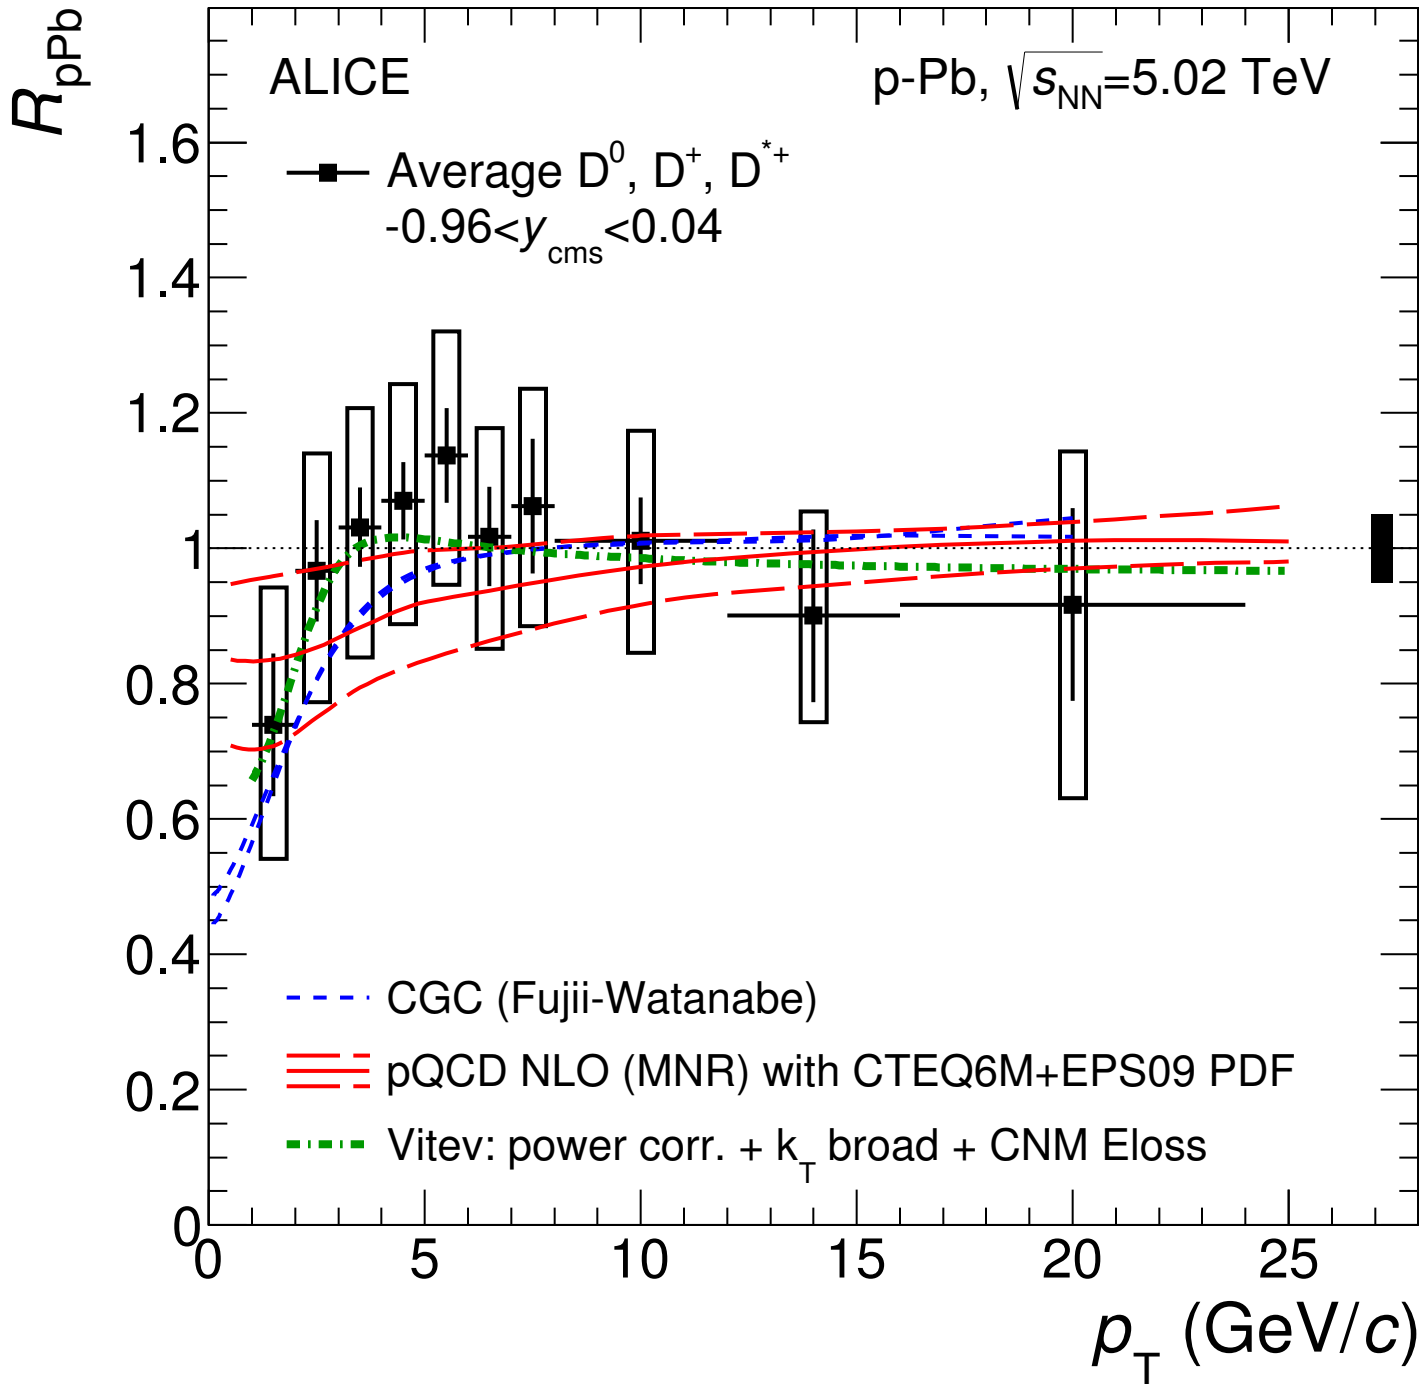 R_pPb
ALICE
p-Pb, √s_NN=5.02 TeV
Average D^0, D^+, D^*+
-0.96<y_cms<0.04
1.6
1.4
1.2
1
0.8
0.6
0.4
0.2
0
CGC (Fujii-Watanabe)
pQCD NLO (MNR) with CTEQ6M+EPS09 PDF
Vitev: power corr. + k_T broad + CNM Eloss
0 5 10 15 20 25
p_T (GeV/c)